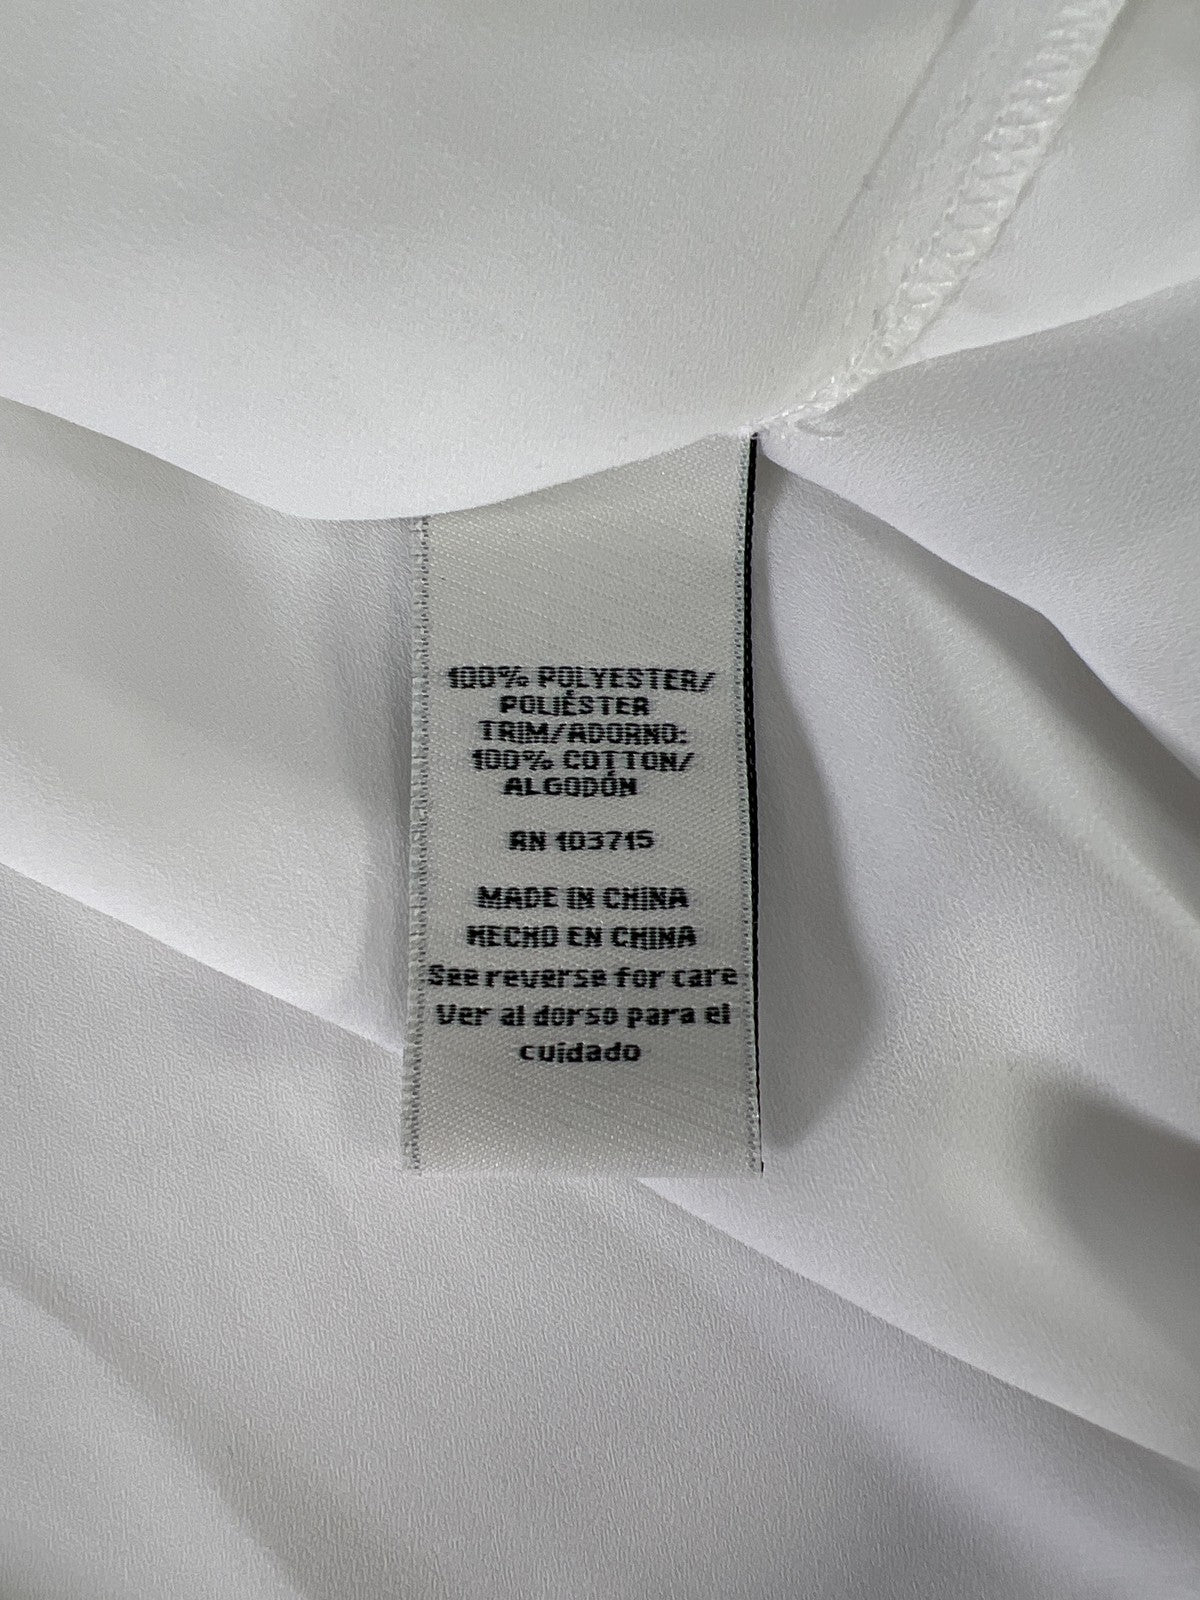 100% POLYESTER/
POLIÉSTER
TRIM/ADORNO:
100% COTTON/
ALGODÓN
RN 103715
MADE IN CHINA
HECHO EN CHINA
See reverse for care
Ver al dorso para el
cuidado